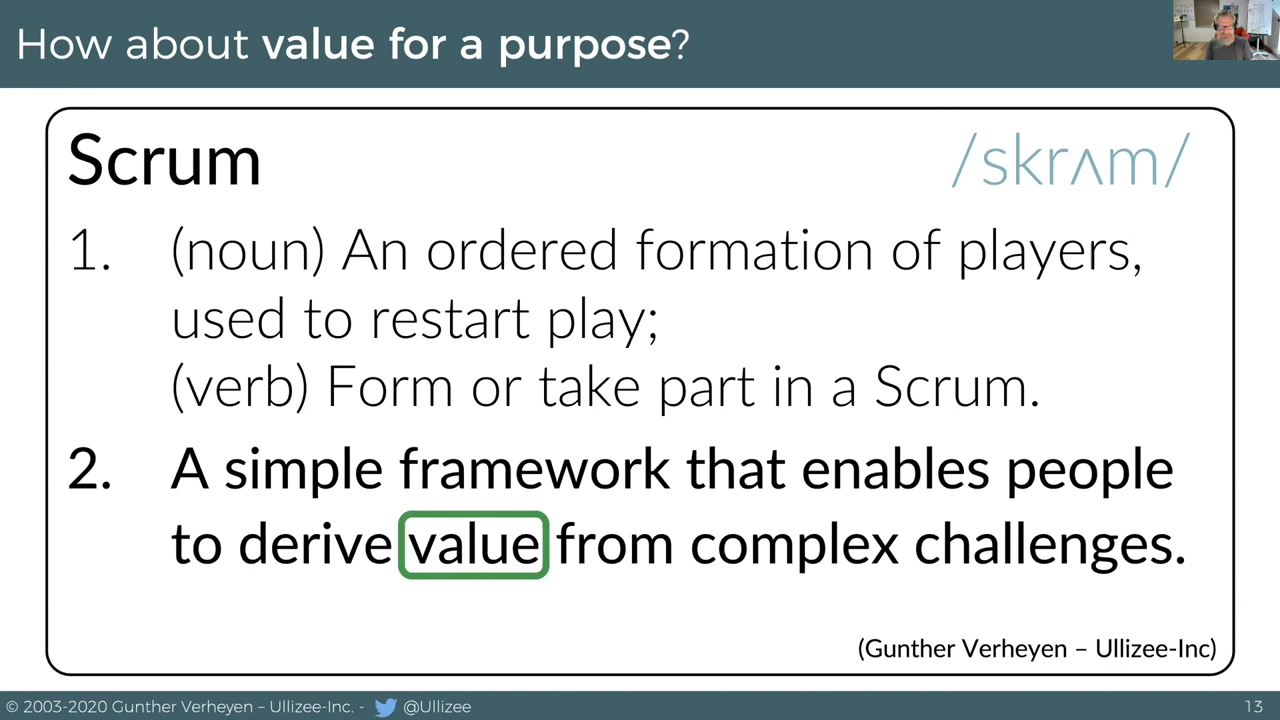 How about value for a purpose?
Scrum /skrʌm/
1. (noun) An ordered formation of players,
used to restart play;
(verb) Form or take part in a Scrum.
2. A simple framework that enables people
to derive value from complex challenges.
(Gunther Verheyen – Ullizee-Inc)
© 2003-2020 Gunther Verheyen – Ullizee-Inc. - @Ullizee 13